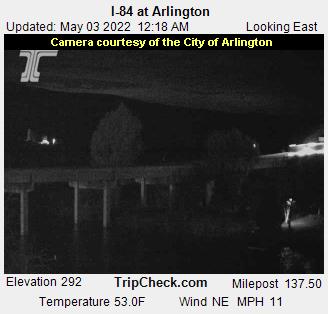 I-84 at Arlington
Updated: May 03 2022 12:18 AM Looking East
Camera courtesy of the City of Arlington
Elevation 292 TripCheck.com Milepost 137.50
Temperature 53.0F Wind NE MPH 11